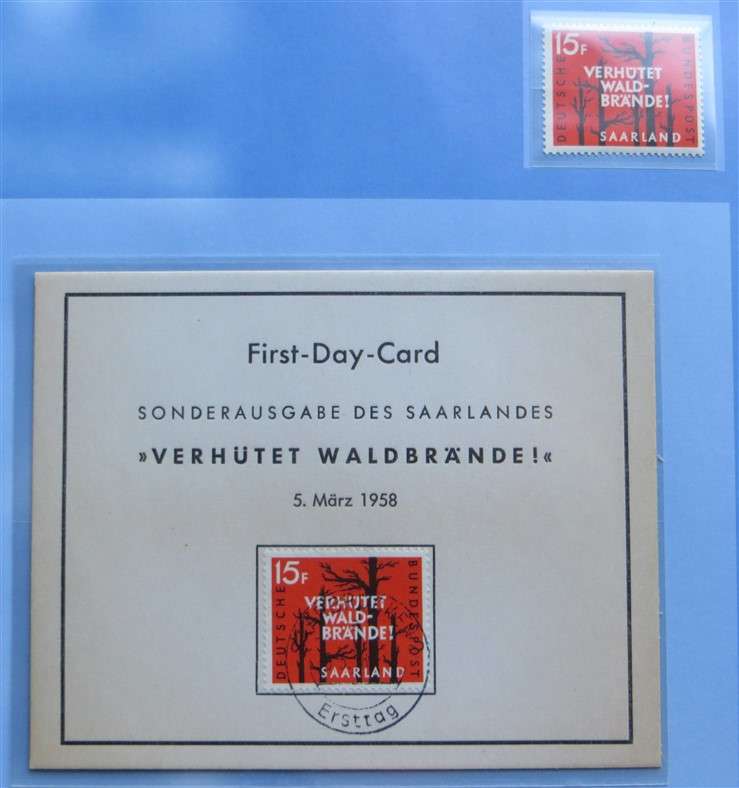 15F
DEUTSCHE
VERHÜTET
WALD-
BRÄNDE!
BUNDESPOST
SAARLAND
First-Day-Card
SONDERAUSGABE DES SAARLANDES
»VERHÜTET WALDBRÄNDE!«
5. März 1958
15F
DEUTSCHE
VERHÜTET
WALD-
BRÄNDE!
BUNDESPOST
SAARLAND
Ersttag